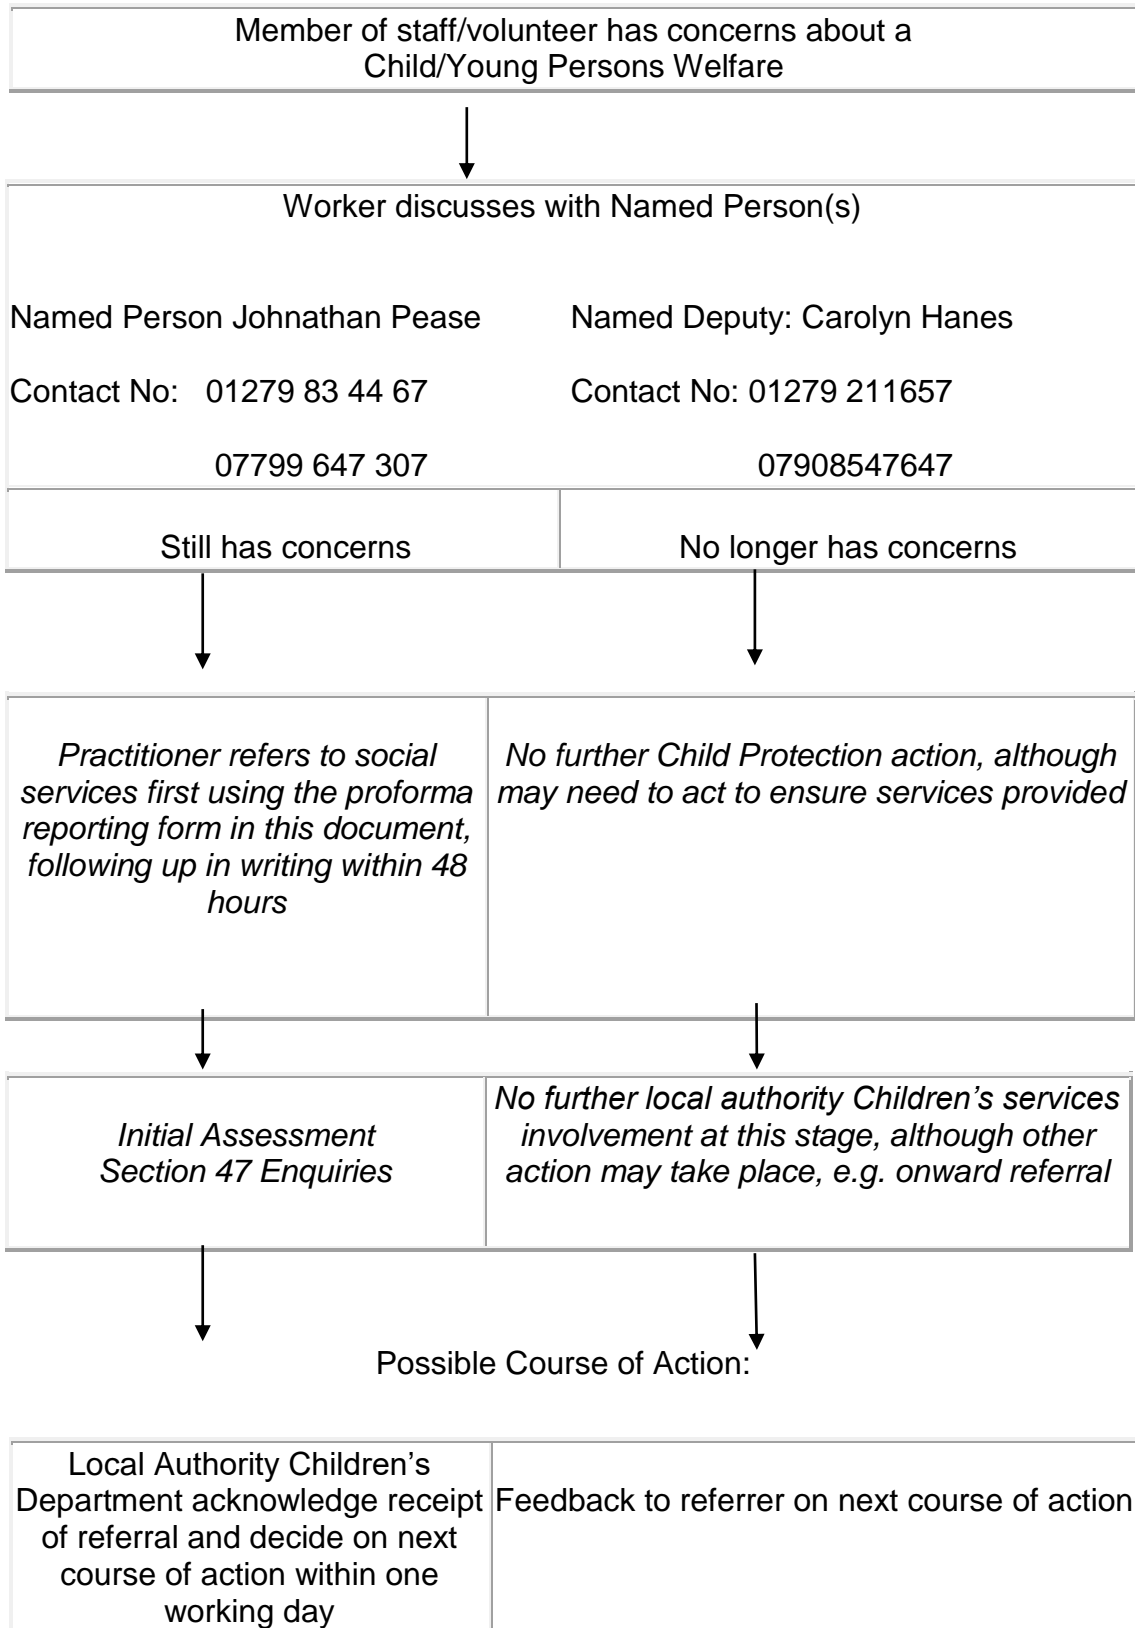 Member of staff/volunteer has concerns about a
Child/Young Persons Welfare
Worker discusses with Named Person(s)
Named Person Johnathan Pease
Named Deputy: Carolyn Hanes
Contact No: 01279 83 44 67
Contact No: 01279 211657
07799 647 307
07908547647
Still has concerns
No longer has concerns
Practitioner refers to social
services first using the proforma
reporting form in this document,
following up in writing within 48
hours
No further Child Protection action, although
may need to act to ensure services provided
Initial Assessment
Section 47 Enquiries
No further local authority Children’s services
involvement at this stage, although other
action may take place, e.g. onward referral
Possible Course of Action:
Local Authority Children’s
Department acknowledge receipt
of referral and decide on next
course of action within one
working day
Feedback to referrer on next course of action